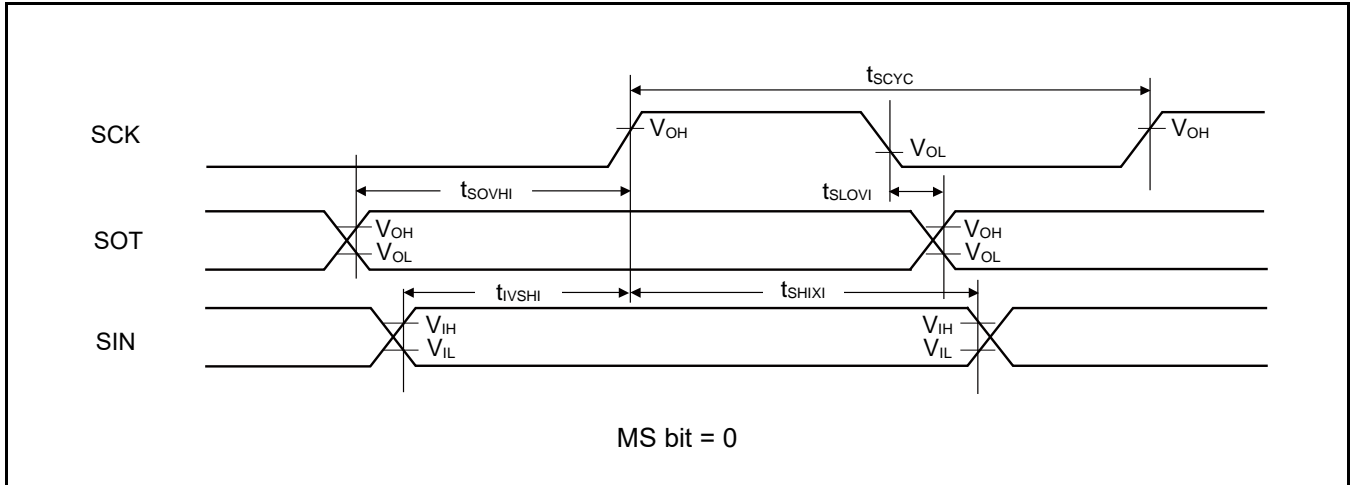 tSCYC
SCK
VOH
VOL
VOH
tSOVHI
tSLOVI
SOT
VOH
VOL
VOH
VOL
tIVSHI
tSHIXI
SIN
VIH
VIL
VIH
VIL
MS bit = 0